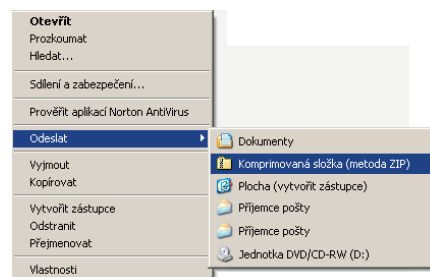 Otevřít
Prozkoumat
Hledat...
Sdílení a zabezpečení...
Prověřit aplikací Norton AntiVirus
Odeslat
Vyjmout
Kopírovat
Vytvořit zástupce
Odstranit
Přejmenovat
Vlastnosti
Dokumenty
Komprimovaná složka (metoda ZIP)
Plocha (vytvořit zástupce)
Příjemce pošty
Příjemce pošty
Jednotka DVD/CD-RW (D:)